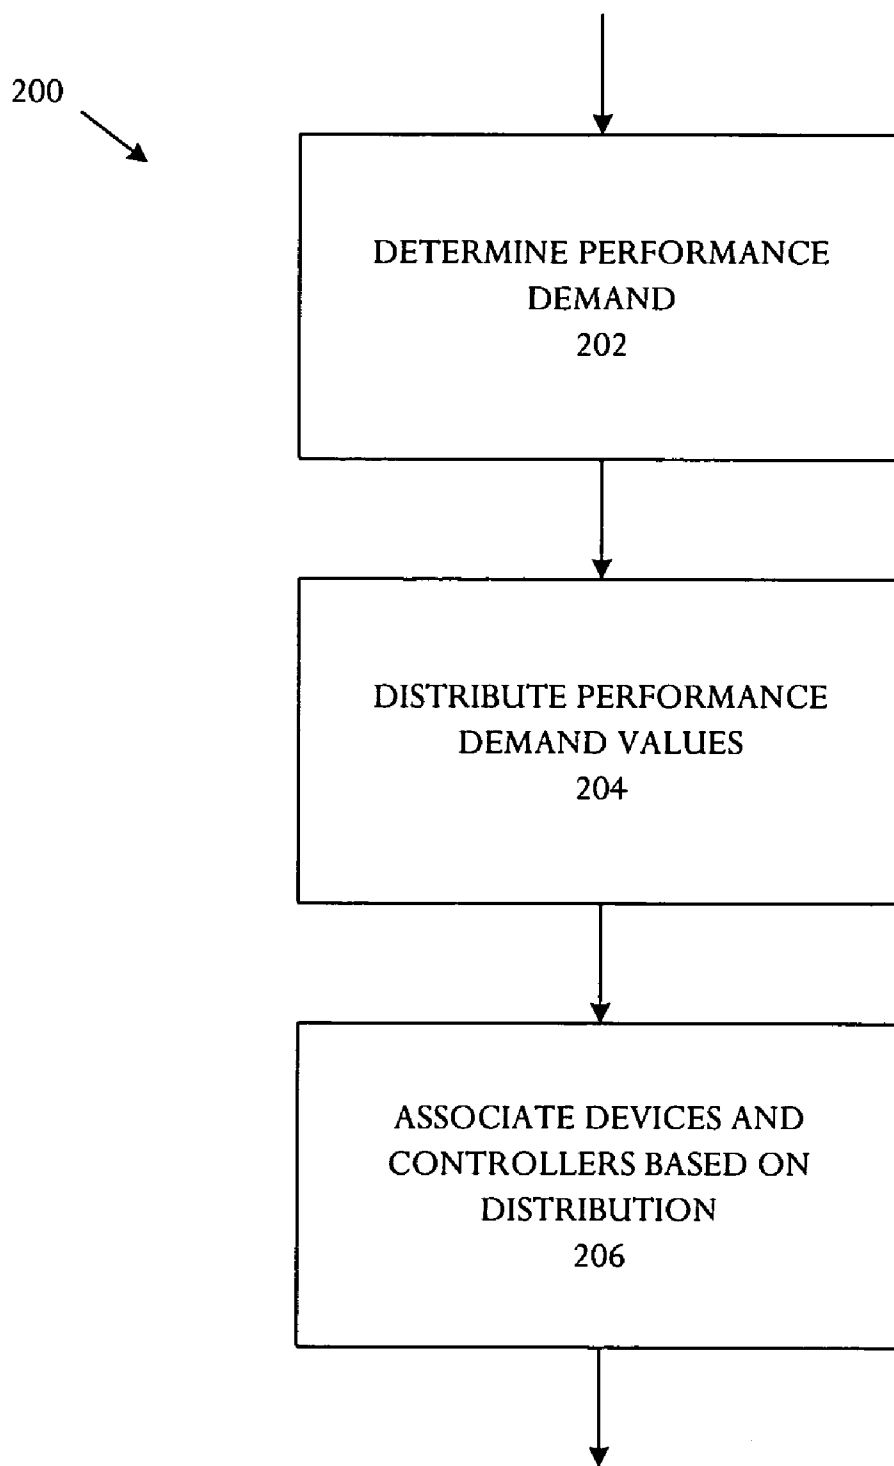 200
DETERMINE PERFORMANCE
DEMAND
202
DISTRIBUTE PERFORMANCE
DEMAND VALUES
204
ASSOCIATE DEVICES AND
CONTROLLERS BASED ON
DISTRIBUTION
206